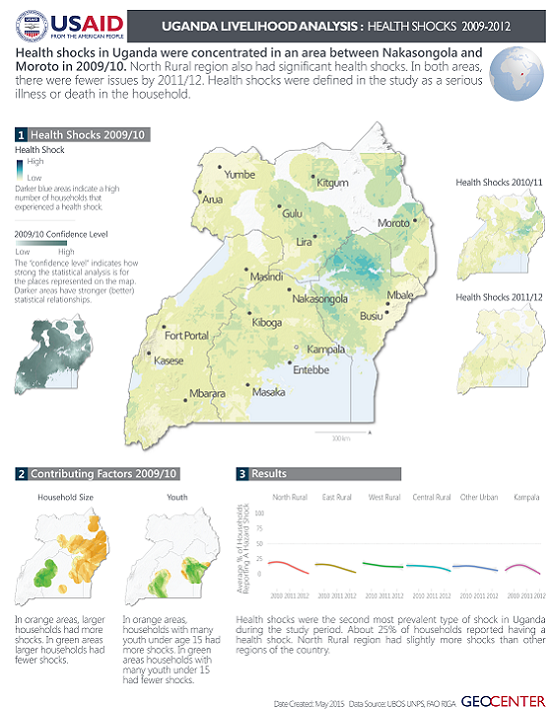 USAID
FROM THE AMERICAN PEOPLE
UGANDA LIVELIHOOD ANALYSIS : HEALTH SHOCKS 2009-2012
Health shocks in Uganda were concentrated in an area between Nakasongola and
Moroto in 2009/10. North Rural region also had significant health shocks. In both areas,
there were fewer issues by 2011/12. Health shocks were defined in the study as a serious
illness or death in the household.
1 Health Shocks 2009/10
Health Shock
High
Low
Darker blue areas indicate a high
number of households that
experienced a health shock.
2009/10 Confidence Level
Low High
The "confidence level" indicates how
strong the statistical analysis is for
the places represented on the map.
Darker areas have stronger (better)
statistical relationships.
Yumbe
Kitgum
Arua
Gulu
Moroto
Lira
Masindi
Nakasongola
Mbale
Kiboga
Busiu
Fort Portal
Kampala
Kasese
Entebbe
Mbarara
Masaka
100 km
Health Shocks 2010/11
Health Shocks 2011/12
2 Contributing Factors 2009/10
Household Size
Youth
In orange areas, larger
households had more
shocks. In green areas
larger households had
fewer shocks.
In orange areas,
households with many
youth under age 15 had
more shocks. In green
areas households with
many youth under 15
had fewer shocks.
3 Results
North Rural East Rural West Rural Central Rural Other Urban Kampala
Average % of Households
Reporting A Hazard Shock
100
75
50
25
0
2010 2011 2012 2010 2011 2012 2010 2011 2012 2010 2011 2012 2010 2011 2012 2010 2011 2012
Health shocks were the second most prevalent type of shock in Uganda
during the study period. About 25% of households reported having a
health shock. North Rural region had slightly more shocks than other
regions of the country.
Date Created: May 2015 Data Source: UBOS UNPS, FAO RIGA GEOCENTER